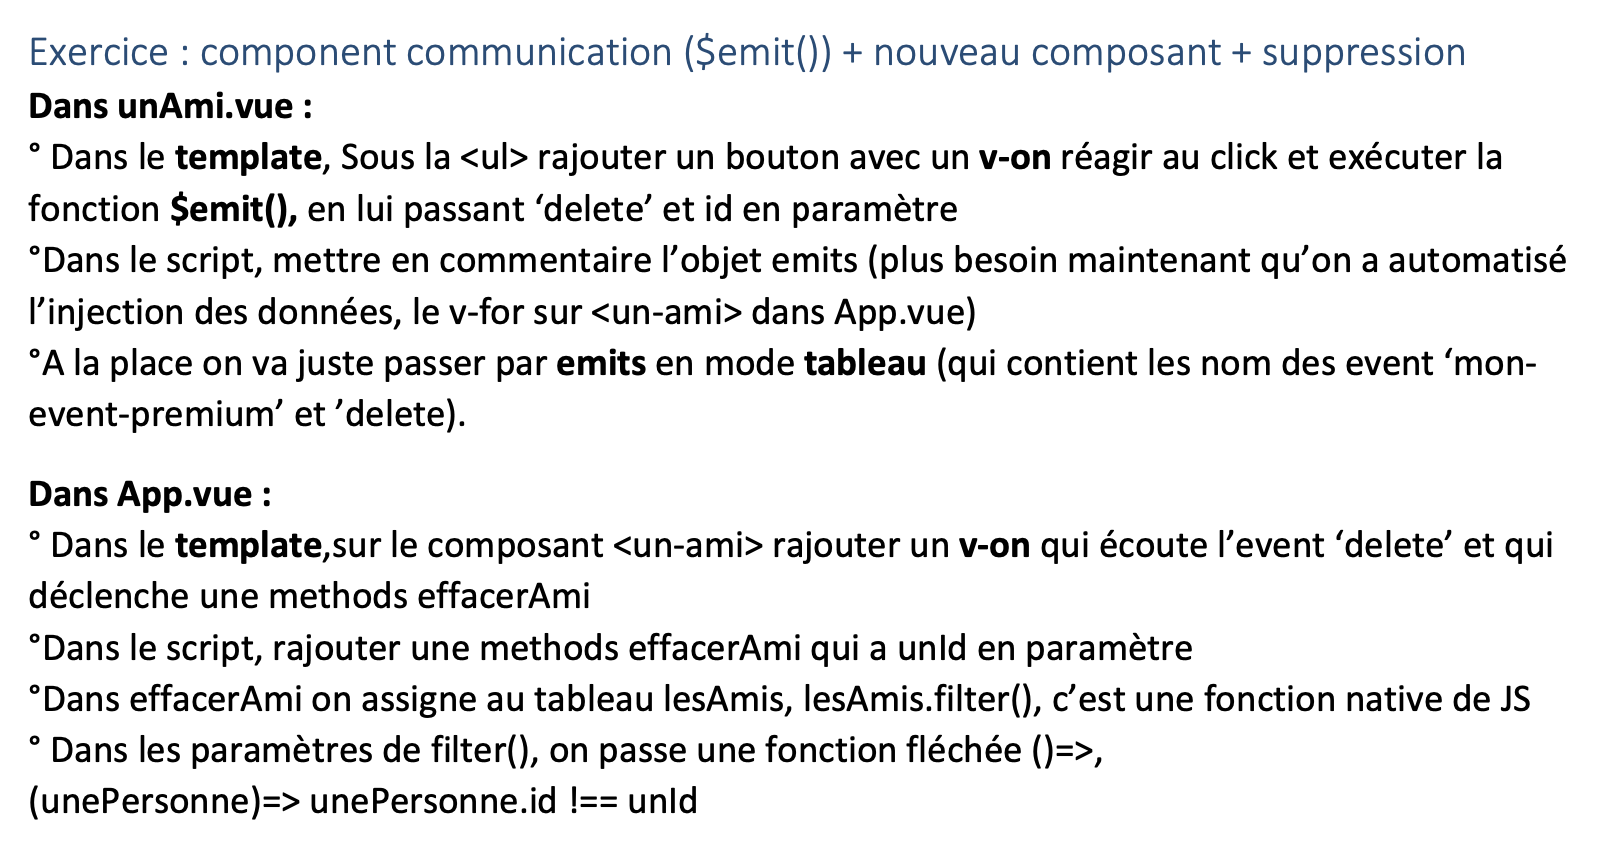 Exercice : component communication ($emit()) + nouveau composant + suppression
Dans unAmi.vue :
° Dans le template, Sous la <ul> rajouter un bouton avec un v-on réagir au click et exécuter la
fonction $emit(), en lui passant ‘delete’ et id en paramètre
°Dans le script, mettre en commentaire l’objet emits (plus besoin maintenant qu’on a automatisé
l’injection des données, le v-for sur <un-ami> dans App.vue)
°A la place on va juste passer par emits en mode tableau (qui contient les nom des event ‘mon-
event-premium’ et ’delete).
Dans App.vue :
° Dans le template,sur le composant <un-ami> rajouter un v-on qui écoute l’event ‘delete’ et qui
déclenche une methods effacerAmi
°Dans le script, rajouter une methods effacerAmi qui a unId en paramètre
°Dans effacerAmi on assigne au tableau lesAmis, lesAmis.filter(), c’est une fonction native de JS
° Dans les paramètres de filter(), on passe une fonction fléchée ()=>,
(unePersonne)=> unePersonne.id !== unId